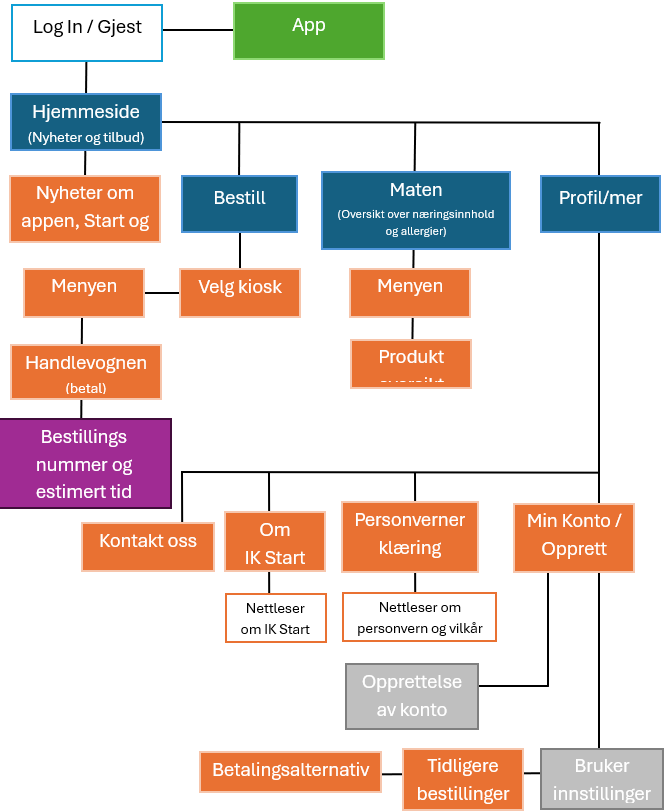 Log In / Gjest
App
Hjemmeside
(Nyheter og tilbud)
Nyheter om
appen, Start og
Bestill
Maten
(Oversikt over næringsinnhold
og allergier)
Profil/mer
Menyen
Velg kiosk
Menyen
Handlevognen
(betal)
Produkt
Bestillings
nummer og
estimert tid
Kontakt oss
Om
IK Start
Personverner
klæring
Min Konto /
Opprett
Nettleser
om IK Start
Nettleser om
personvern og vilkår
Opprettelse
av konto
Betalingsalternativ
Tidligere
bestillinger
Bruker
innstillinger